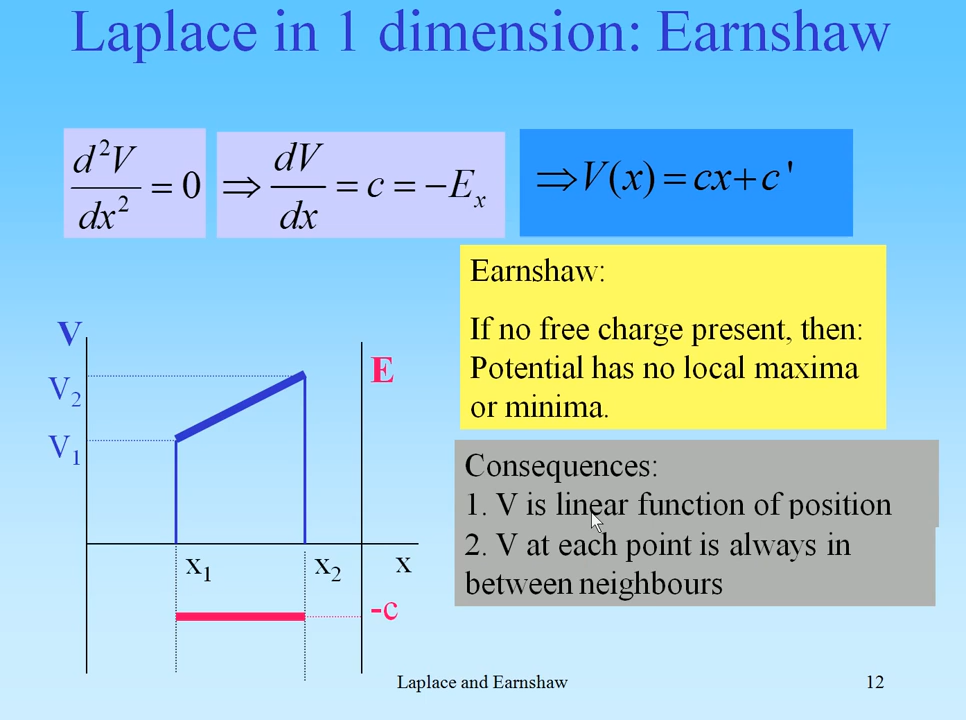 Laplace in 1 dimension: Earnshaw
d²V/dx² = 0
⇒ dV/dx = c = −Eₓ
⇒ V(x) = cx + c'
Earnshaw:
If no free charge present, then:
Potential has no local maxima
or minima.
Consequences:
1. V is linear function of position
2. V at each point is always in
between neighbours
V
V₂
V₁
E
x₁
x₂
x
-c
Laplace and Earnshaw
12